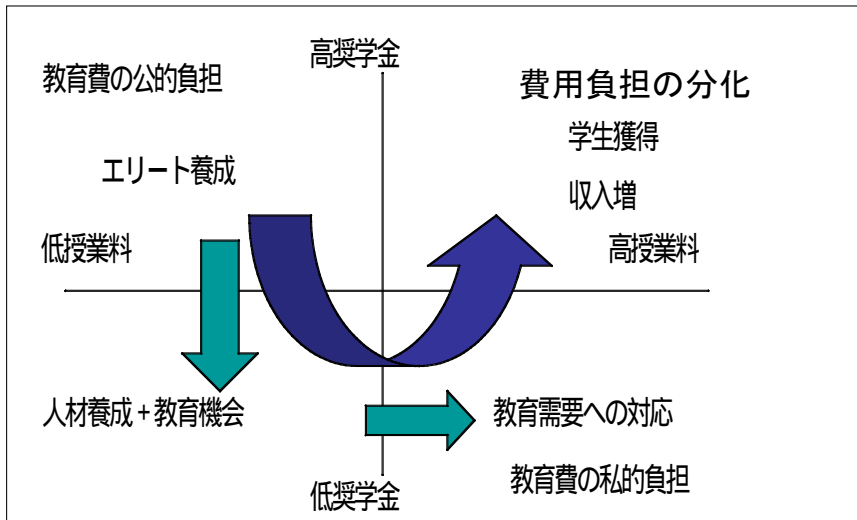 高奨学金
教育費の公的負担
費用負担の分化
学生獲得
エリート養成
収入増
低授業料
高授業料
人材養成+教育機会
教育需要への対応
教育費の私的負担
低奨学金